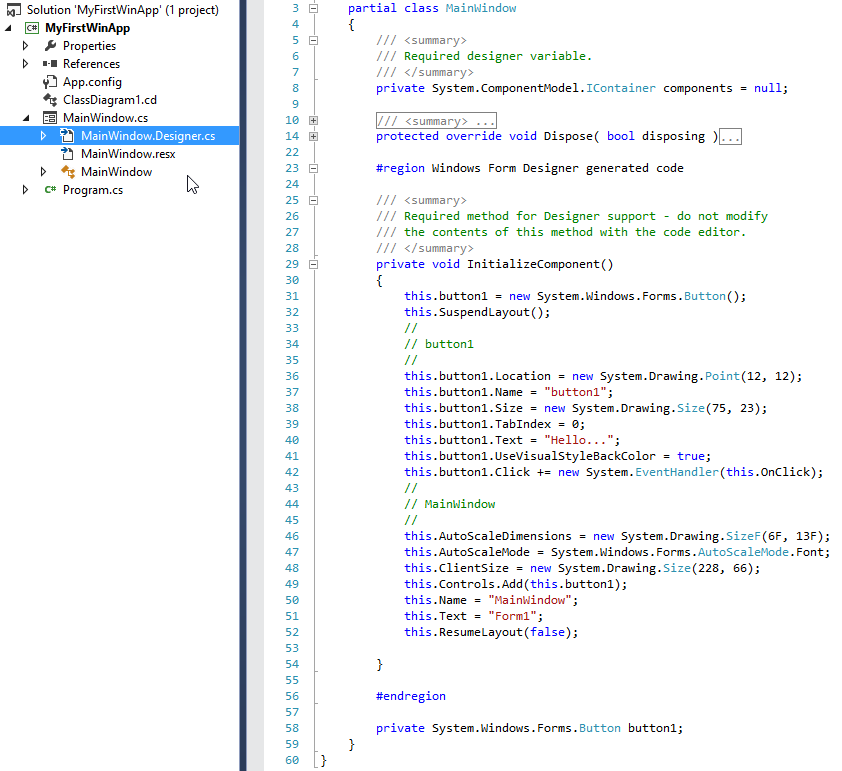 Solution 'MyFirstWinApp' (1 project)
C# MyFirstWinApp
Properties
References
App.config
ClassDiagram1.cd
MainWindow.cs
MainWindow.Designer.cs
MainWindow.resx
MainWindow
C# Program.cs
3 partial class MainWindow
4 {
5 /// <summary>
6 /// Required designer variable.
7 /// </summary>
8 private System.ComponentModel.IContainer components = null;
9
10 /// <summary> ...
14 protected override void Dispose( bool disposing )...
22
23 #region Windows Form Designer generated code
24
25 /// <summary>
26 /// Required method for Designer support - do not modify
27 /// the contents of this method with the code editor.
28 /// </summary>
29 private void InitializeComponent()
30 {
31 this.button1 = new System.Windows.Forms.Button();
32 this.SuspendLayout();
33 //
34 // button1
35 //
36 this.button1.Location = new System.Drawing.Point(12, 12);
37 this.button1.Name = "button1";
38 this.button1.Size = new System.Drawing.Size(75, 23);
39 this.button1.TabIndex = 0;
40 this.button1.Text = "Hello...";
41 this.button1.UseVisualStyleBackColor = true;
42 this.button1.Click += new System.EventHandler(this.OnClick);
43 //
44 // MainWindow
45 //
46 this.AutoScaleDimensions = new System.Drawing.SizeF(6F, 13F);
47 this.AutoScaleMode = System.Windows.Forms.AutoScaleMode.Font;
48 this.ClientSize = new System.Drawing.Size(228, 66);
49 this.Controls.Add(this.button1);
50 this.Name = "MainWindow";
51 this.Text = "Form1";
52 this.ResumeLayout(false);
53
54 }
55
56 #endregion
57
58 private System.Windows.Forms.Button button1;
59 }
60 }